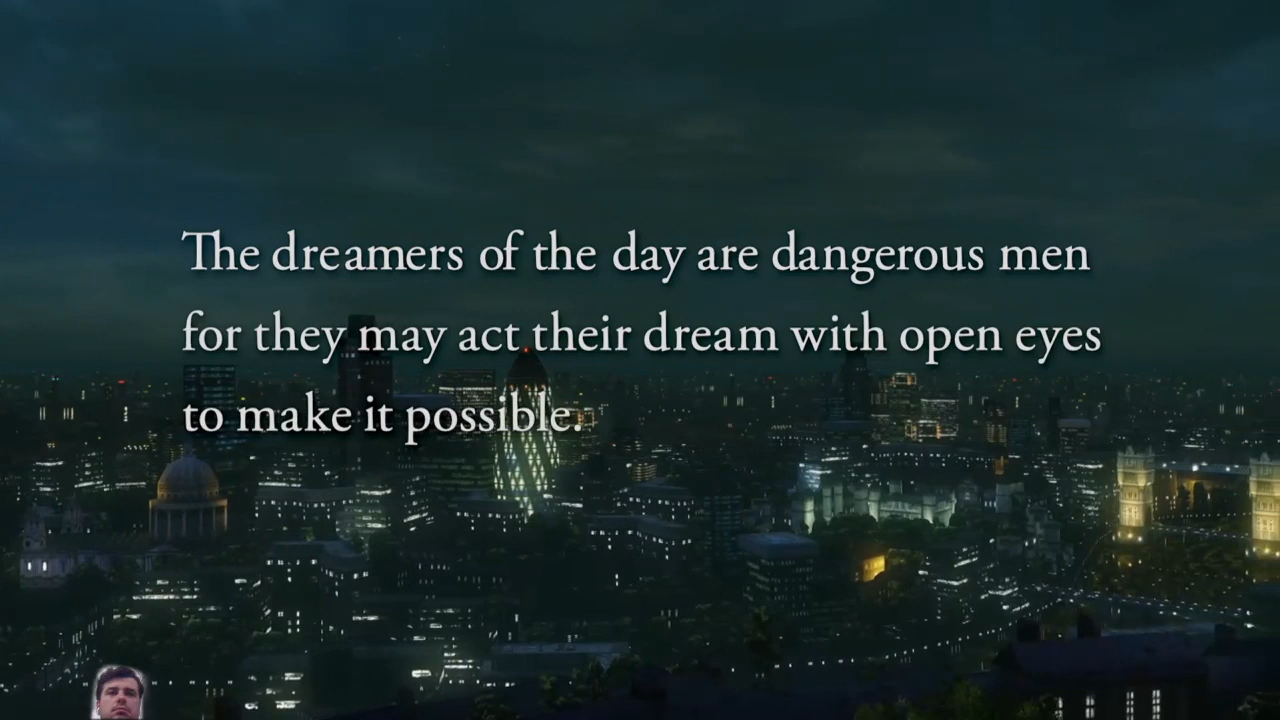 The dreamers of the day are dangerous men
for they may act their dream with open eyes
to make it possible.